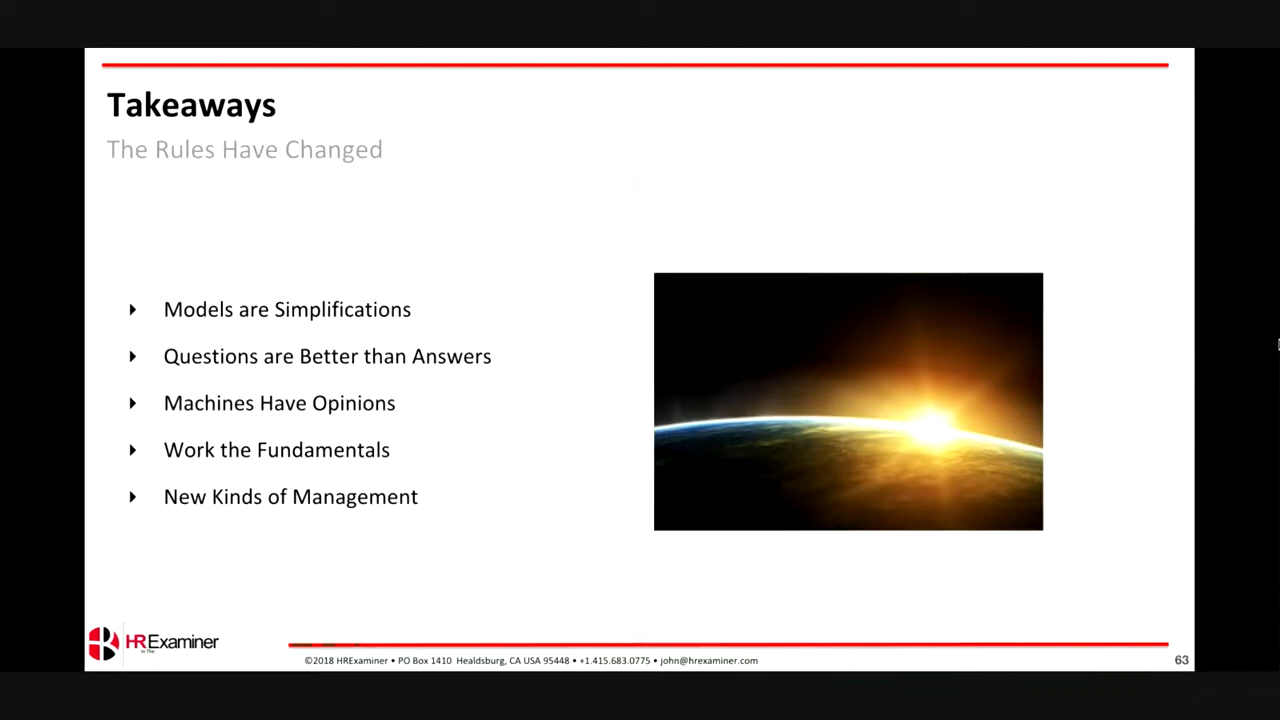 Takeaways
The Rules Have Changed
Models are Simplifications
Questions are Better than Answers
Machines Have Opinions
Work the Fundamentals
New Kinds of Management
HRExaminer
©2018 HRExaminer • PO Box 1410 Healdsburg, CA USA 95448 • +1.415.683.0775 • john@hrexaminer.com
63